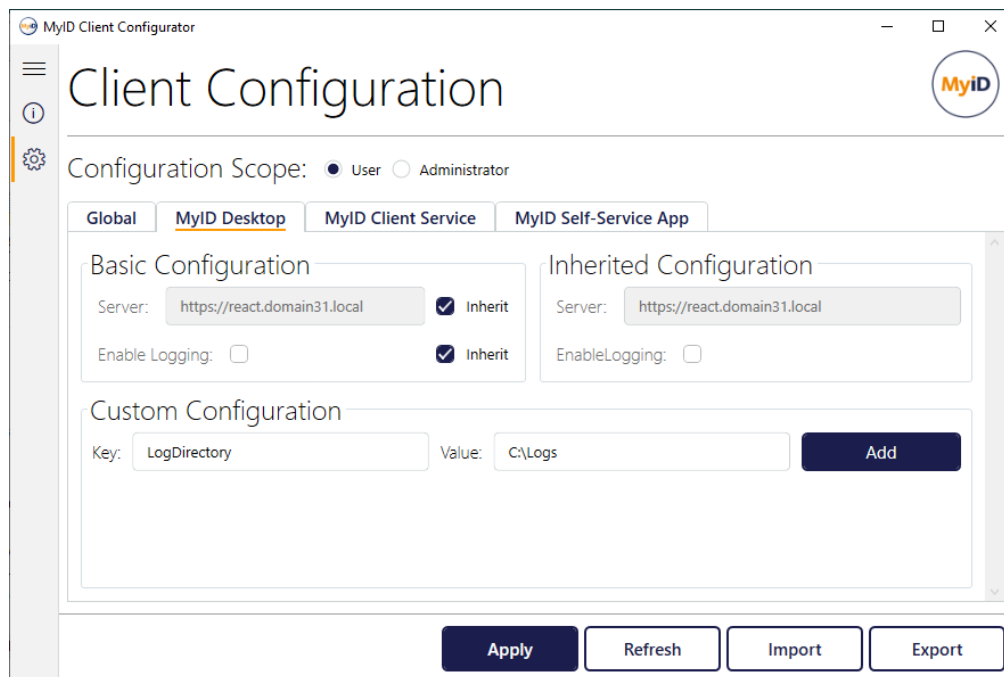 MyID MyID Client Configurator
Client Configuration
MyiD
Configuration Scope: User Administrator
Global MyID Desktop MyID Client Service MyID Self-Service App
Basic Configuration Inherited Configuration
Server: https://react.domain31.local Inherit Server: https://react.domain31.local
Enable Logging: Inherit EnableLogging:
Custom Configuration
Key: LogDirectory Value: C:\Logs Add
Apply Refresh Import Export